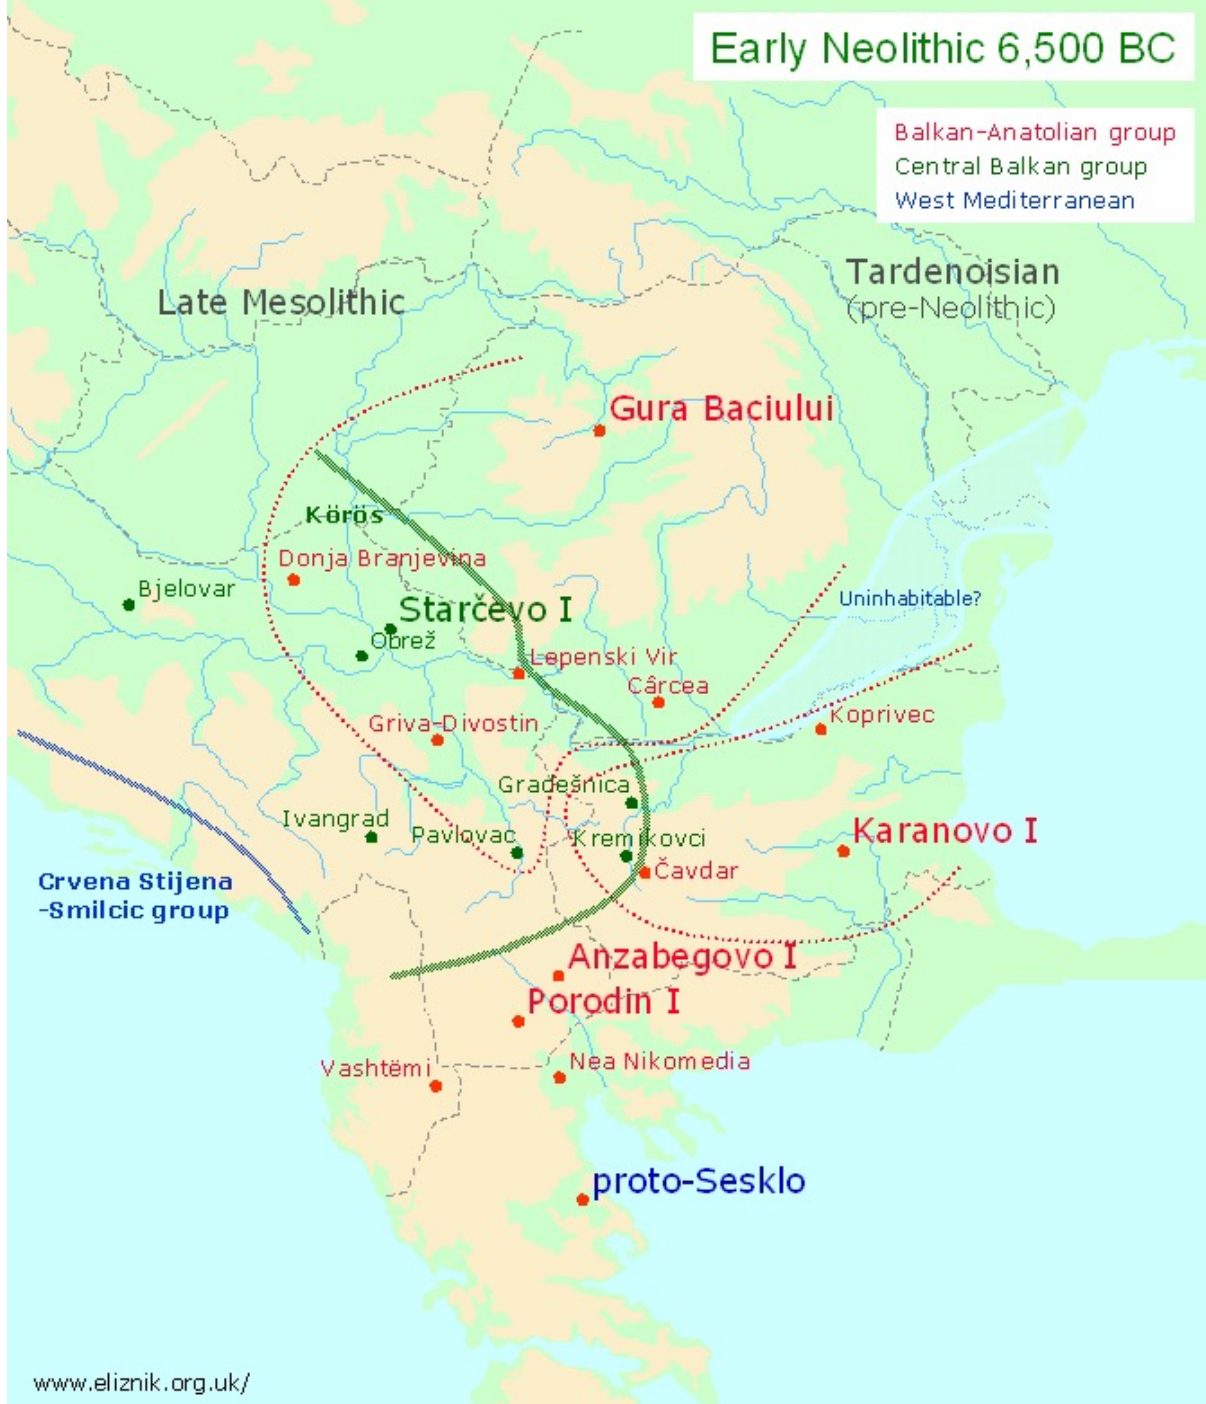 Early Neolithic 6,500 BC
Balkan-Anatolian group
Central Balkan group
West Mediterranean
Tardenoisian
(pre-Neolithic)
Late Mesolithic
Gura Baciului
Körös
Donja Branjevina
Bjelovar
Starčevo I
Uninhabitable?
Obrež
Lepenski Vir
Cârcea
Griva-Divostin
Koprivec
Gradešnica
Ivangrad
Pavlovac
Kremikovci
Karanovo I
Čavdar
Crvena Stijena
-Smilcic group
Anzabegovo I
Porodin I
Vashtëmi
Nea Nikomedia
proto-Sesklo
www.eliznik.org.uk/